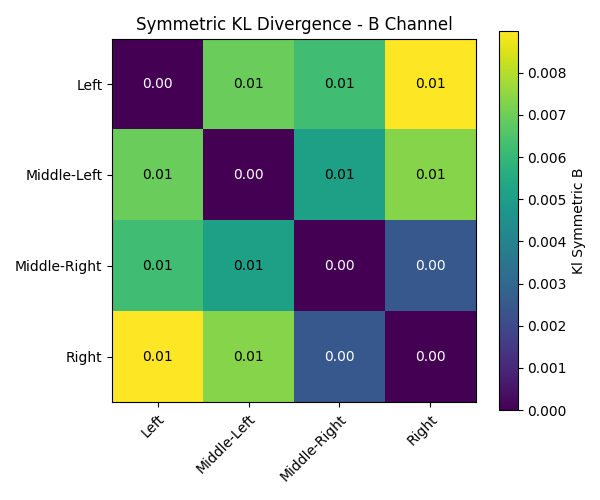 Symmetric KL Divergence - B Channel
Left
0.00
0.01
0.01
0.01
Middle-Left
0.01
0.00
0.01
0.01
Middle-Right
0.01
0.01
0.00
0.00
Right
0.01
0.01
0.00
0.00
Left
Middle-Left
Middle-Right
Right
0.008
0.007
0.006
0.005
0.004
0.003
0.002
0.001
0.000
Kl Symmetric B